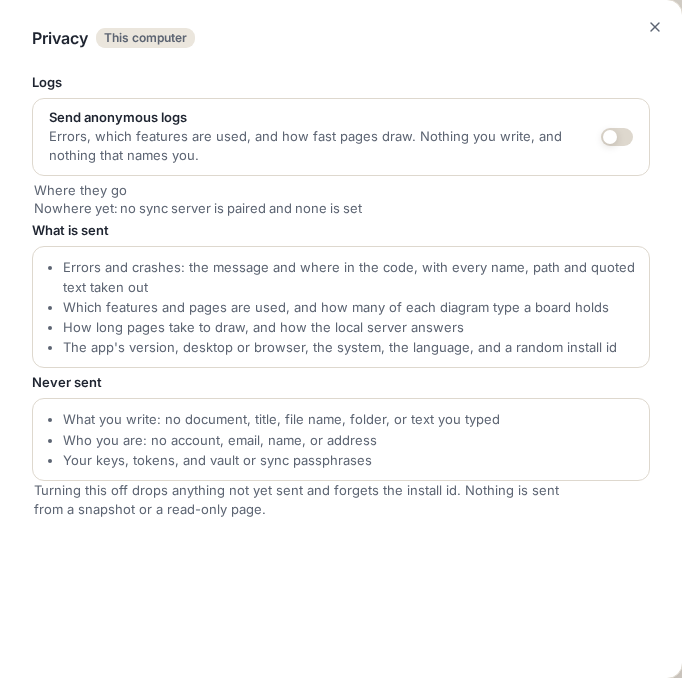 Privacy This computer
Logs
Send anonymous logs
Errors, which features are used, and how fast pages draw. Nothing you write, and
nothing that names you.
Where they go
Nowhere yet: no sync server is paired and none is set
What is sent
• Errors and crashes: the message and where in the code, with every name, path and quoted
text taken out
• Which features and pages are used, and how many of each diagram type a board holds
• How long pages take to draw, and how the local server answers
• The app's version, desktop or browser, the system, the language, and a random install id
Never sent
• What you write: no document, title, file name, folder, or text you typed
• Who you are: no account, email, name, or address
• Your keys, tokens, and vault or sync passphrases
Turning this off drops anything not yet sent and forgets the install id. Nothing is sent
from a snapshot or a read-only page.